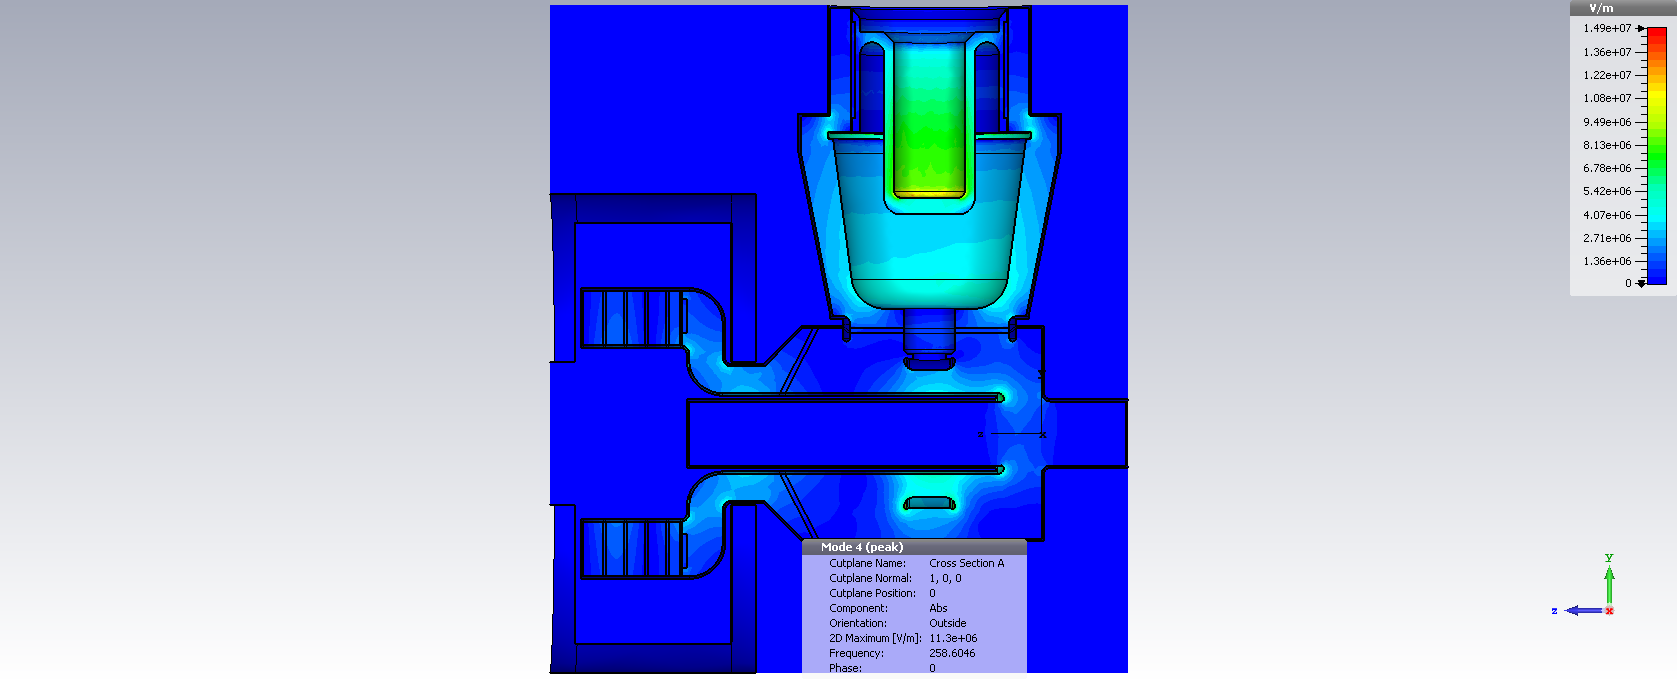 V/m
1.49e+07
1.36e+07
1.22e+07
1.08e+07
9.49e+06
8.13e+06
6.78e+06
5.42e+06
4.07e+06
2.71e+06
1.36e+06
0
z
x
Mode 4 (peak)
Cutplane Name: Cross Section A
Cutplane Normal: 1, 0, 0
Cutplane Position: 0
Component: Abs
Orientation: Outside
2D Maximum [V/m]: 11.3e+06
Frequency: 258.6046
Phase: 0
y
z
x